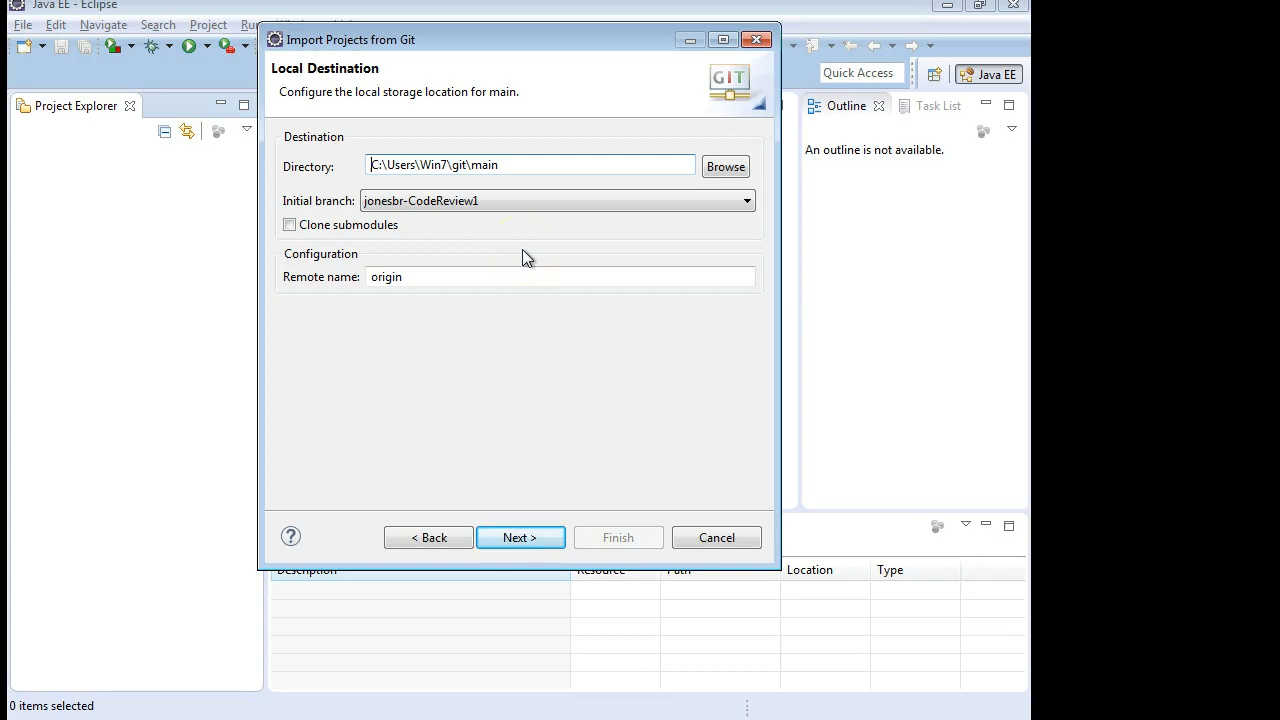 Java EE - Eclipse
File Edit Navigate Search Project Run
Quick Access
Java EE
Project Explorer
Outline
Task List
An outline is not available.
Import Projects from Git
Local Destination
Configure the local storage location for main.
GIT
Destination
Directory: C:\Users\Win7\git\main Browse
Initial branch: jonesbr-CodeReview1
Clone submodules
Configuration
Remote name: origin
? < Back Next > Finish Cancel
Description Resource Path Location Type
0 items selected